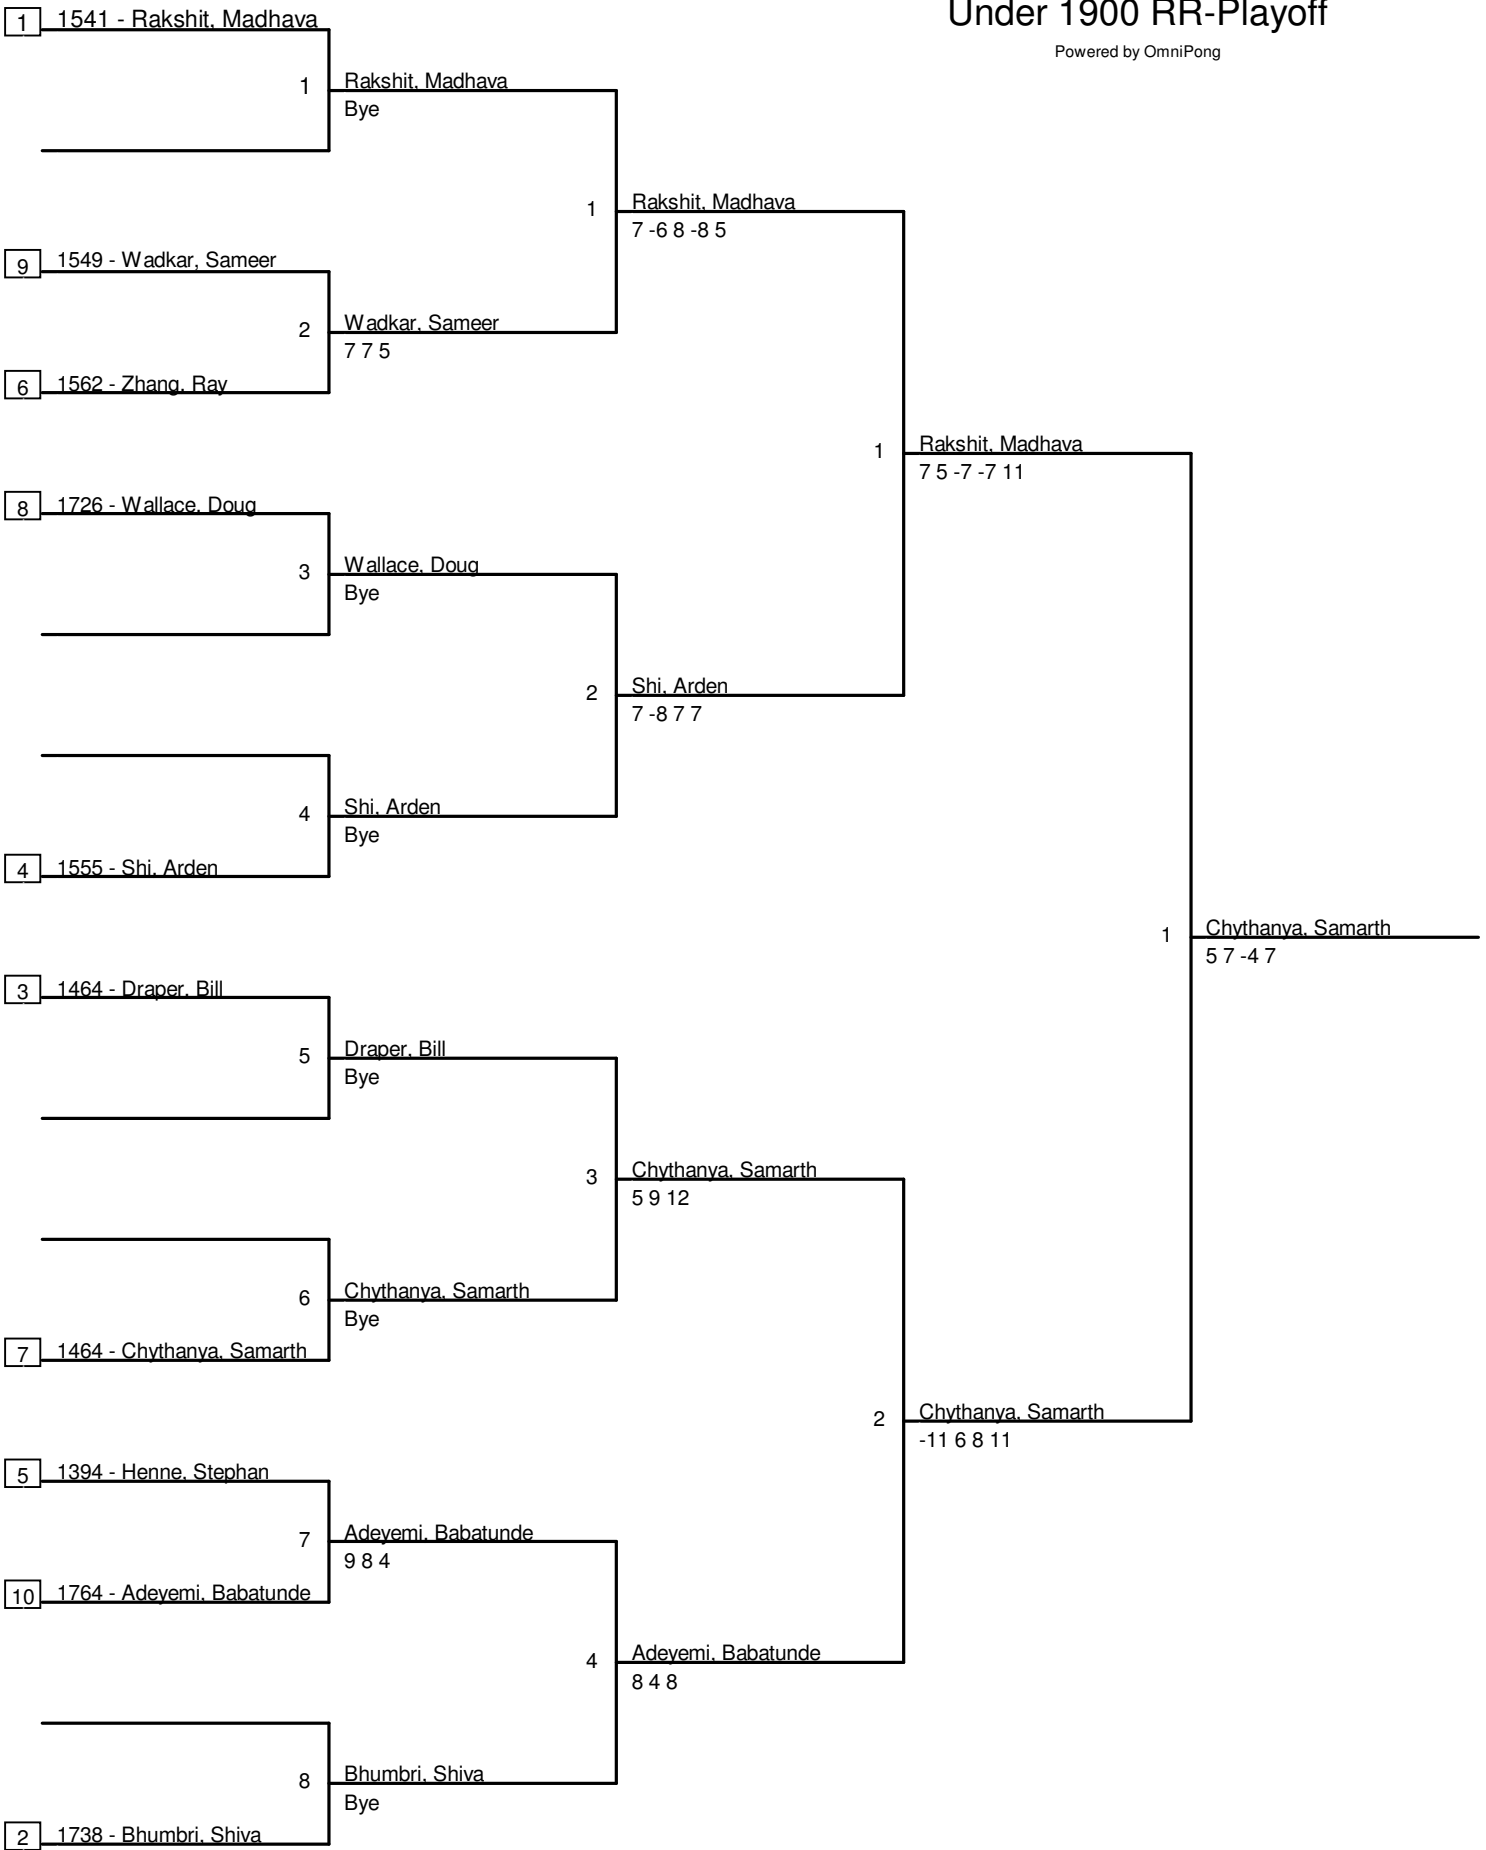 Under 1900 RR-Playoff
Powered by OmniPong
1 1541 - Rakshit, Madhava
1 Rakshit, Madhava
Bye
1 Rakshit, Madhava
7 -6 8 -8 5
9 1549 - Wadkar, Sameer
2 Wadkar, Sameer
7 7 5
6 1562 - Zhang, Ray
1 Rakshit, Madhava
7 5 -7 -7 11
8 1726 - Wallace, Doug
3 Wallace, Doug
Bye
2 Shi, Arden
7 -8 7 7
4 Shi, Arden
Bye
4 1555 - Shi, Arden
1 Chythanya, Samarth
5 7 -4 7
3 1464 - Draper, Bill
5 Draper, Bill
Bye
3 Chythanya, Samarth
5 9 12
6 Chythanya, Samarth
Bye
7 1464 - Chythanya, Samarth
2 Chythanya, Samarth
-11 6 8 11
5 1394 - Henne, Stephan
7 Adeyemi, Babatunde
9 8 4
10 1764 - Adeyemi, Babatunde
4 Adeyemi, Babatunde
8 4 8
8 Bhumbri, Shiva
Bye
2 1738 - Bhumbri, Shiva